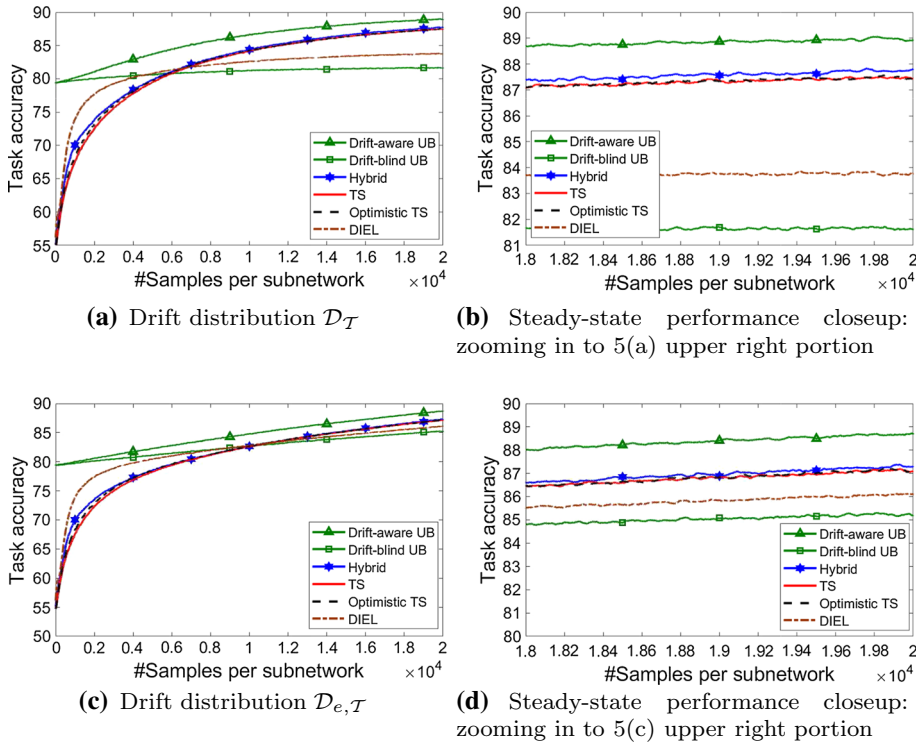 Task accuracy
90
85
80
75
70
65
60
55
0 0.2 0.4 0.6 0.8 1 1.2 1.4 1.6 1.8 2
×10⁴
#Samples per subnetwork
Drift-aware UB
Drift-blind UB
Hybrid
TS
Optimistic TS
DIEL
(a) Drift distribution 𝒟_𝒯
Task accuracy
90
89
88
87
86
85
84
83
82
81
1.8 1.82 1.84 1.86 1.88 1.9 1.92 1.94 1.96 1.98 2
×10⁴
#Samples per subnetwork
Drift-aware UB
Drift-blind UB
Hybrid
TS
Optimistic TS
DIEL
(b) Steady-state performance closeup:
zooming in to 5(a) upper right portion
Task accuracy
90
85
80
75
70
65
60
55
50
0 0.2 0.4 0.6 0.8 1 1.2 1.4 1.6 1.8 2
×10⁴
#Samples per subnetwork
Drift-aware UB
Drift-blind UB
Hybrid
TS
Optimistic TS
DIEL
(c) Drift distribution 𝒟_{e,𝒯}
Task accuracy
90
89
88
87
86
85
84
83
82
81
80
1.8 1.82 1.84 1.86 1.88 1.9 1.92 1.94 1.96 1.98 2
×10⁴
#Samples per subnetwork
Drift-aware UB
Drift-blind UB
Hybrid
TS
Optimistic TS
DIEL
(d) Steady-state performance closeup:
zooming in to 5(c) upper right portion